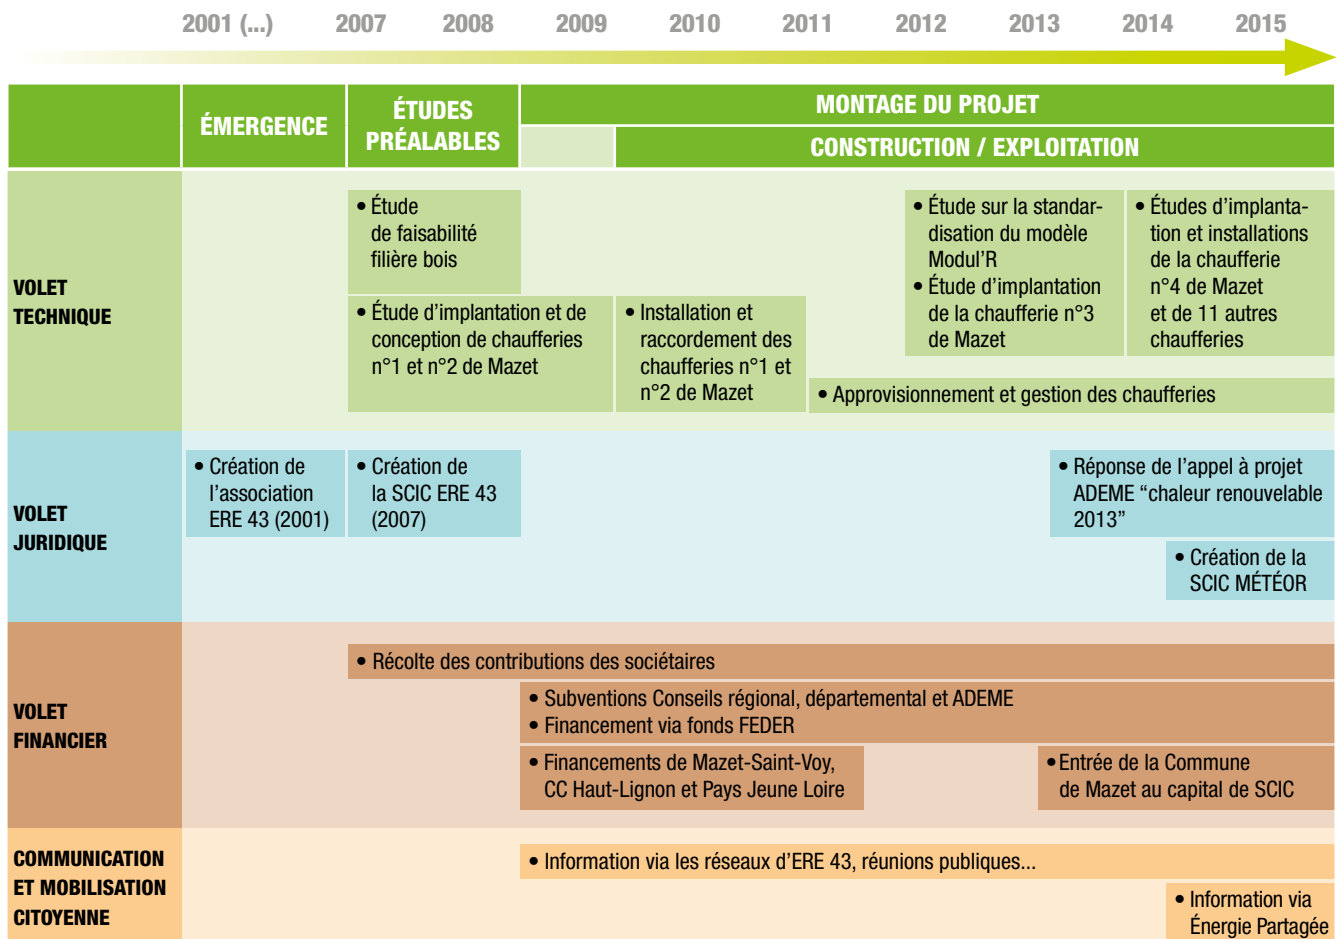 2001 (...) 2007 2008 2009 2010 2011 2012 2013 2014 2015
ÉMERGENCE
ÉTUDES
PRÉALABLES
MONTAGE DU PROJET
CONSTRUCTION / EXPLOITATION
VOLET
TECHNIQUE
• Étude
de faisabilité
filière bois
• Étude d’implantation et de
conception de chaufferies
n°1 et n°2 de Mazet
• Installation et
raccordement des
chaufferies n°1 et
n°2 de Mazet
• Étude sur la standar-
disation du modèle
Modul’R
• Étude d’implantation
de la chaufferie n°3
de Mazet
• Études d’implanta-
tion et installations
de la chaufferie
n°4 de Mazet
et de 11 autres
chaufferies
• Approvisionnement et gestion des chaufferies
VOLET
JURIDIQUE
• Création de
l’association
ERE 43 (2001)
• Création de
la SCIC ERE 43
(2007)
• Réponse de l’appel à projet
ADEME “chaleur renouvelable
2013”
• Création de la
SCIC MÉTÉOR
VOLET
FINANCIER
• Récolte des contributions des sociétaires
• Subventions Conseils régional, départemental et ADEME
• Financement via fonds FEDER
• Financements de Mazet-Saint-Voy,
CC Haut-Lignon et Pays Jeune Loire
• Entrée de la Commune
de Mazet au capital de SCIC
COMMUNICATION
ET MOBILISATION
CITOYENNE
• Information via les réseaux d’ERE 43, réunions publiques...
• Information via
Énergie Partagée